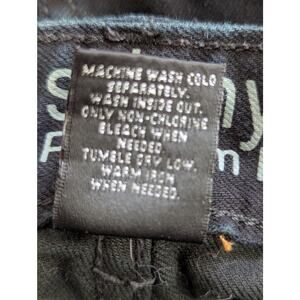 MACHINE WASH COLD
SEPARATELY.
WASH INSIDE OUT.
ONLY NON-CHLORINE
BLEACH WHEN
NEEDED.
TUMBLE DRY LOW.
WARM IRON
WHEN NEEDED.